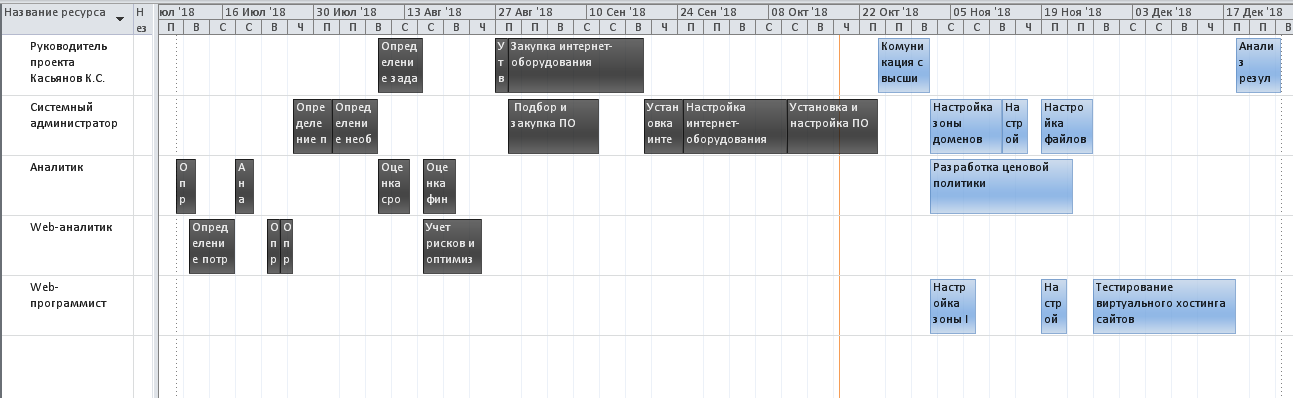 Название ресурса
Н
ез
юл '18 16 Июл '18 30 Июл '18 13 Авг '18 27 Авг '18 10 Сен '18 24 Сен '18 08 Окт '18 22 Окт '18 05 Ноя '18 19 Ноя '18 03 Дек '18 17 Дек '18
П В С С Ч П В С С Ч П В С С Ч П В С С Ч П В С С Ч П В С С Ч П В С С Ч П В
Руководитель
проекта
Касьянов К.С.
Опред
елени
е зада
У
т
в
Закупка интернет-
оборудования
Комуни
кация с
высши
Анали
з
резул
Системный
администратор
Опре
деле
ние п
Опред
елени
е необ
Подбор и
закупка ПО
Устан
овка
инте
Настройка
интернет-
оборудования
Установка и
настройка ПО
Настройка
зоны
доменов
На
стр
ой
Настро
йка
файлов
Аналитик
О
п
р
А
на
Оце
нка
сро
Оце
нка
фин
Разработка ценовой
политики
Web-аналитик
Опред
елени
е потр
О
п
р
О
п
р
Учет
рисков и
оптимиз
Web-
программист
Настр
ойка
зоны I
На
стр
ой
Тестирование
виртуального хостинга
сайтов